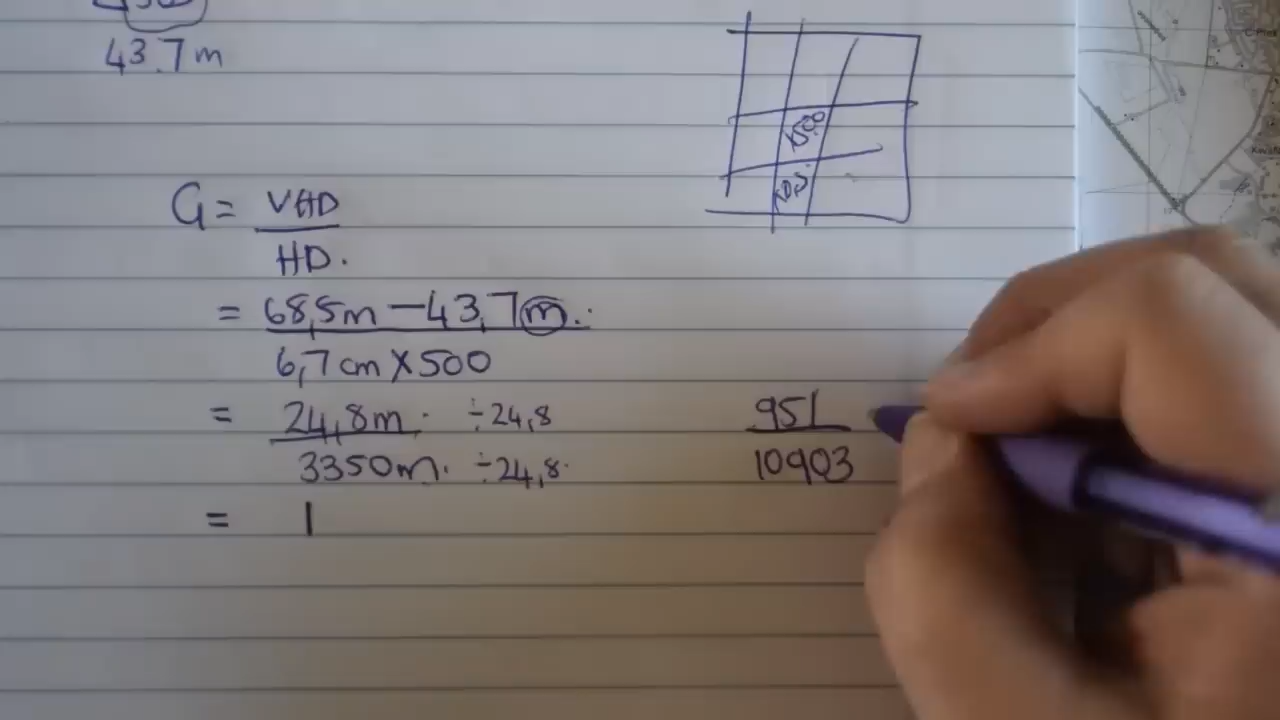 43.7m
G = VHD
HD.
= 68,5m - 43,7m.
6,7cm X 500
= 24,8m. ÷24,8
3350m. ÷24,8.
= 1
951
10903